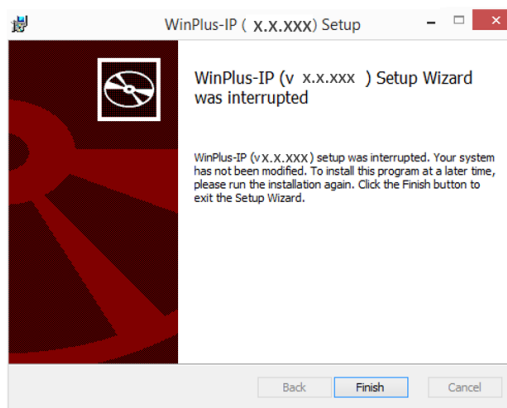 WinPlus-IP ( X.X.XXX) Setup
WinPlus-IP (v x.x.xxx ) Setup Wizard
was interrupted
WinPlus-IP (vX.X.XXX) setup was interrupted. Your system
has not been modified. To install this program at a later time,
please run the installation again. Click the Finish button to
exit the Setup Wizard.
Back Finish Cancel